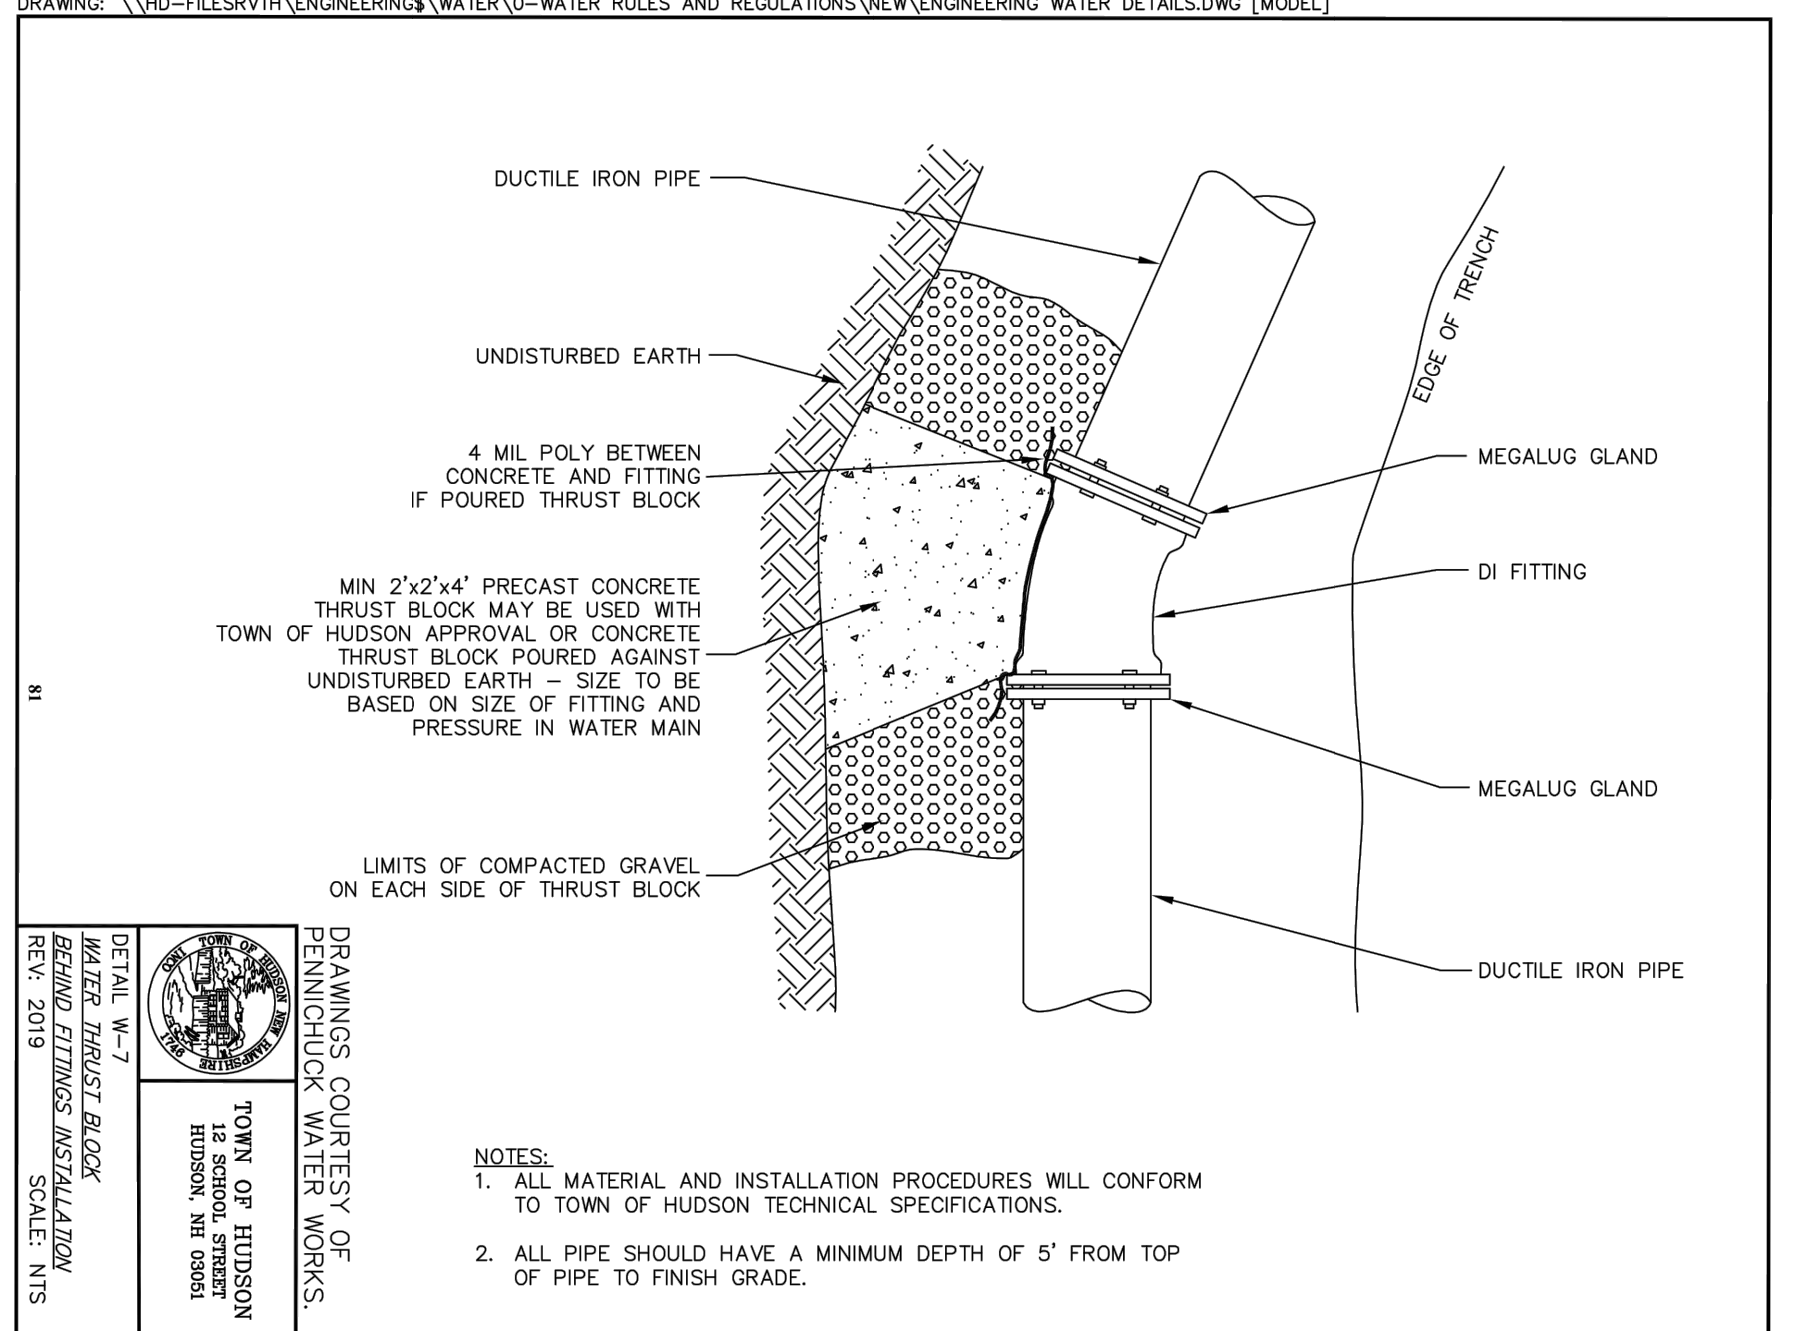 DRAWING: \\HD-FILESRVTH\ENGINEERING$\WATER\0-WATER RULES AND REGULATIONS\NEW\ENGINEERING WATER DETAILS.DWG [MODEL]
DUCTILE IRON PIPE
EDGE OF TRENCH
UNDISTURBED EARTH
4 MIL POLY BETWEEN
CONCRETE AND FITTING
IF POURED THRUST BLOCK
MEGALUG GLAND
DI FITTING
MIN 2'x2'x4' PRECAST CONCRETE
THRUST BLOCK MAY BE USED WITH
TOWN OF HUDSON APPROVAL OR CONCRETE
THRUST BLOCK POURED AGAINST
UNDISTURBED EARTH – SIZE TO BE
BASED ON SIZE OF FITTING AND
PRESSURE IN WATER MAIN
MEGALUG GLAND
LIMITS OF COMPACTED GRAVEL
ON EACH SIDE OF THRUST BLOCK
DUCTILE IRON PIPE
NOTES:
1. ALL MATERIAL AND INSTALLATION PROCEDURES WILL CONFORM
TO TOWN OF HUDSON TECHNICAL SPECIFICATIONS.
2. ALL PIPE SHOULD HAVE A MINIMUM DEPTH OF 5' FROM TOP
OF PIPE TO FINISH GRADE.
81
DRAWINGS COURTESY OF
PENNICHUCK WATER WORKS.
TOWN OF HUDSON NEW HAMPSHIRE
1746
TOWN OF HUDSON
12 SCHOOL STREET
HUDSON, NH 03051
DETAIL W-7
WATER THRUST BLOCK
BEHIND FITTINGS INSTALLATION
REV: 2019 SCALE: NTS